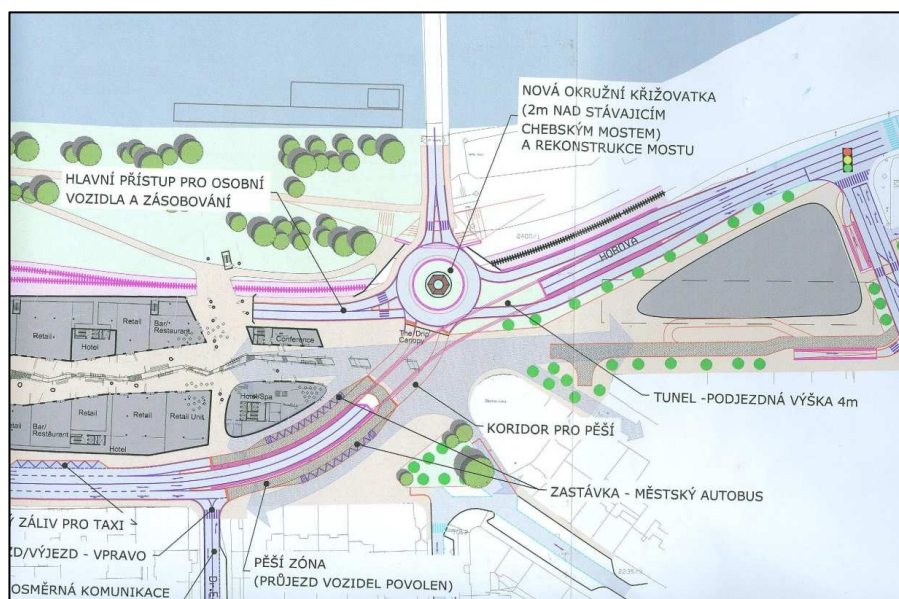 NOVÁ OKRUŽNÍ KŘIŽOVATKA
(2m NAD STÁVAJICÍM
CHEBSKÝM MOSTEM)
A REKONSTRUKCE MOSTU
HLAVNÍ PŘÍSTUP PRO OSOBNÍ
VOZIDLA A ZÁSOBOVÁNÍ
HOROVA
Retail
Retail
Bar/
Restaurant
Retail
Retail
Hotel
Conference
The Drip
Canopy
Hotel/Spa
Retail
Retail
Retail Unit
Bar/
Restaurant
Hotel
TUNEL -PODJEZDNÁ VÝŠKA 4m
KORIDOR PRO PĚŠÍ
ZASTÁVKA - MĚSTSKÝ AUTOBUS
Ý ZÁLIV PRO TAXI
ZD/VÝJEZD - VPRAVO
OSMĚRNÁ KOMUNIKACE
PĚŠÍ ZÓNA
(PRŮJEZD VOZIDEL POVOLEN)